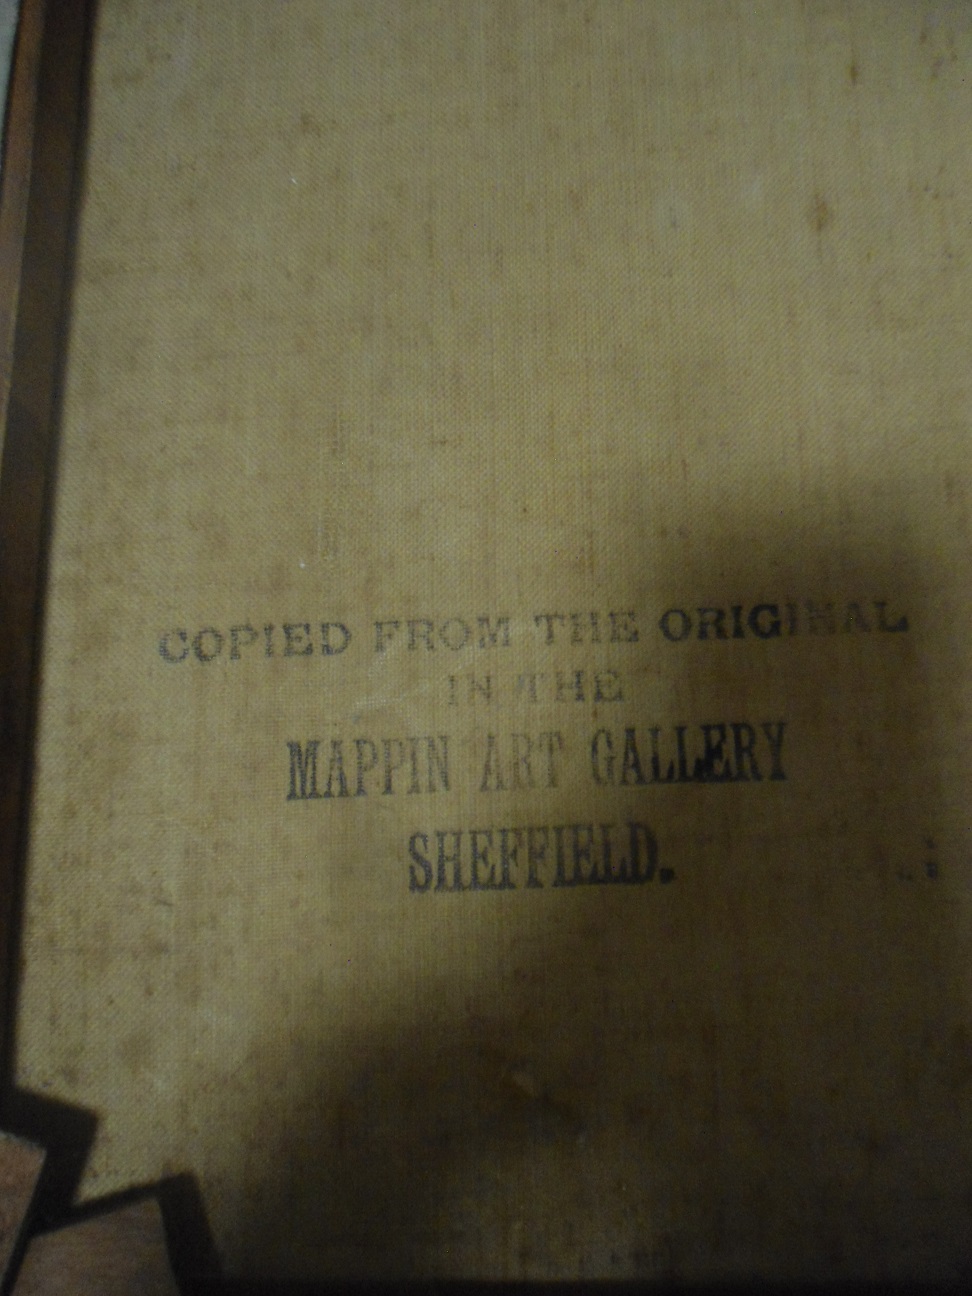 COPIED FROM THE ORIGINAL
IN THE
MAPPIN ART GALLERY
SHEFFIELD.